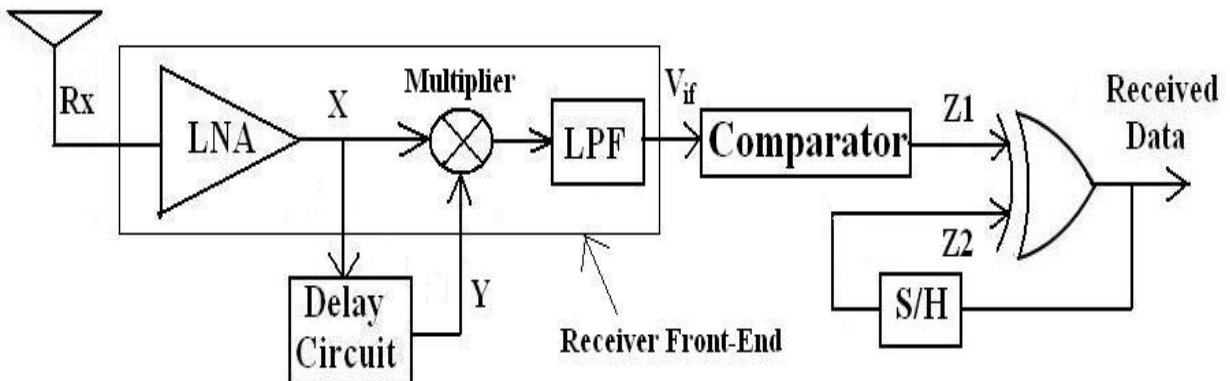 Rx
LNA
X
Multiplier
LPF
V_if
Comparator
Z1
Received
Data
Z2
S/H
Delay
Circuit
Y
Receiver Front-End